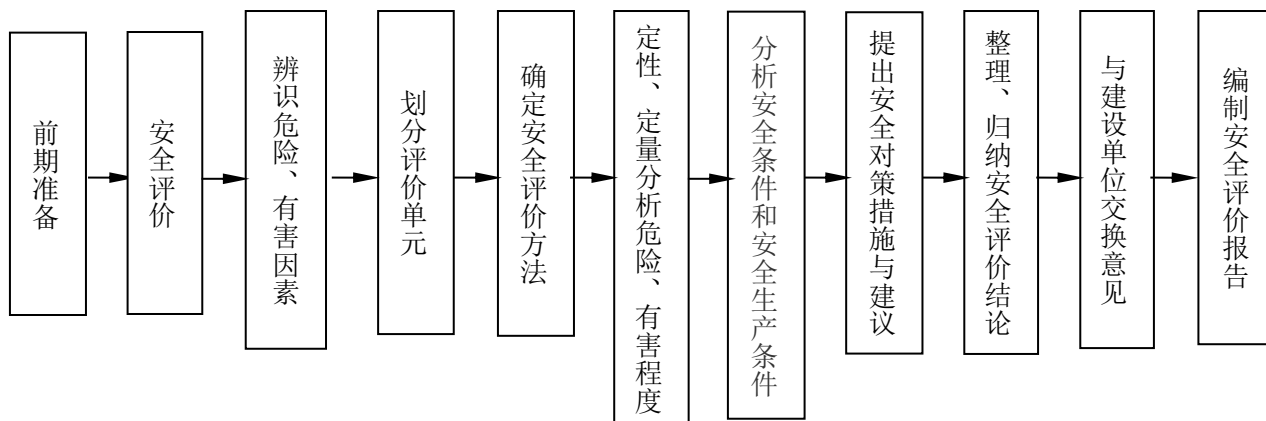 前期准备
安全评价
辨识危险、有害因素
划分评价单元
确定安全评价方法
定性、定量分析危险、有害程度
分析安全条件和安全生产条件
提出安全对策措施与建议
整理、归纳安全评价结论
与建设单位交换意见
编制安全评价报告